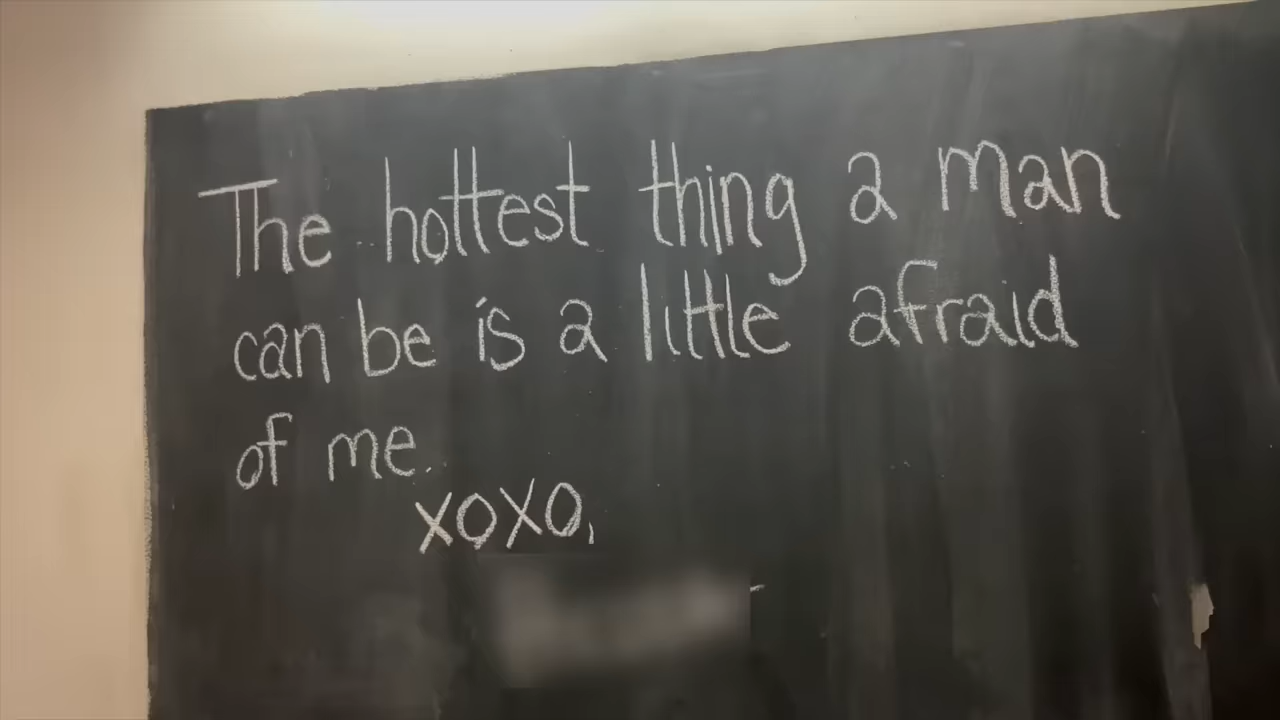 The hottest thing a man
can be is a little afraid
of me.
xoxo,